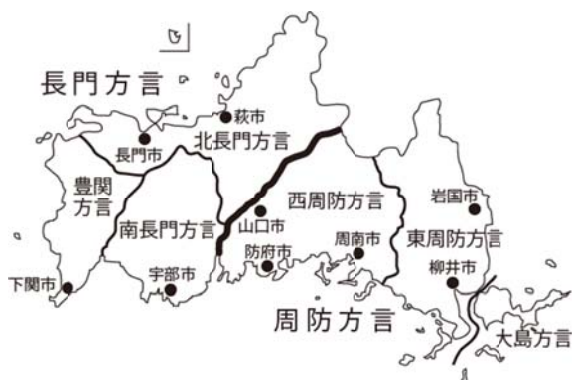 長門方言
萩市
北長門方言
長門市
豊関
方言
南長門方言
西周防方言
岩国市
山口市
東周防方言
防府市
周南市
柳井市
下関市
宇部市
周防方言
大島方言